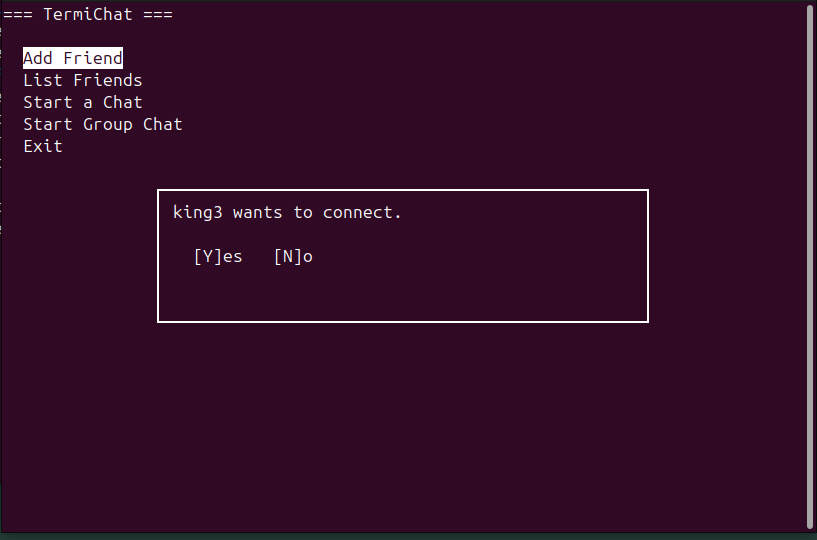 === TermiChat ===
Add Friend
List Friends
Start a Chat
Start Group Chat
Exit
king3 wants to connect.
[Y]es [N]o